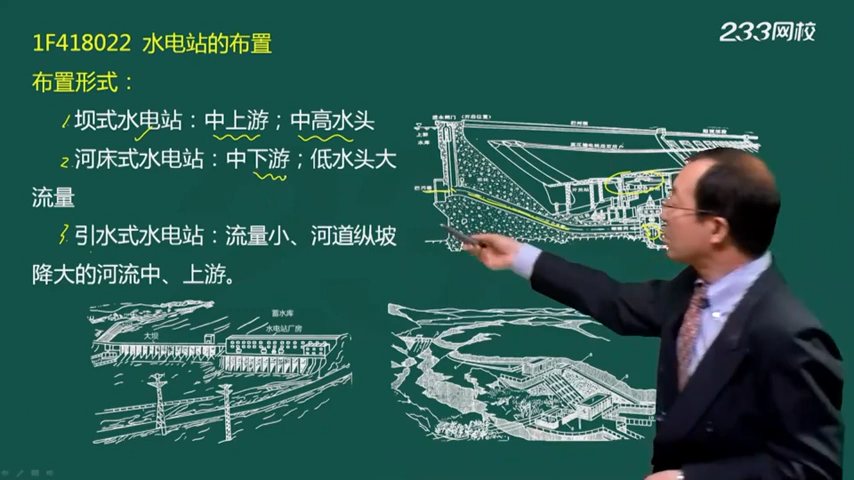 233网校
1F418022 水电站的布置
布置形式：
1. 坝式水电站：中上游；中高水头
2. 河床式水电站：中下游；低水头大
流量
3. 引水式水电站：流量小、河道纵坡
降大的河流中、上游。
蓄水库
水电站厂房
大坝